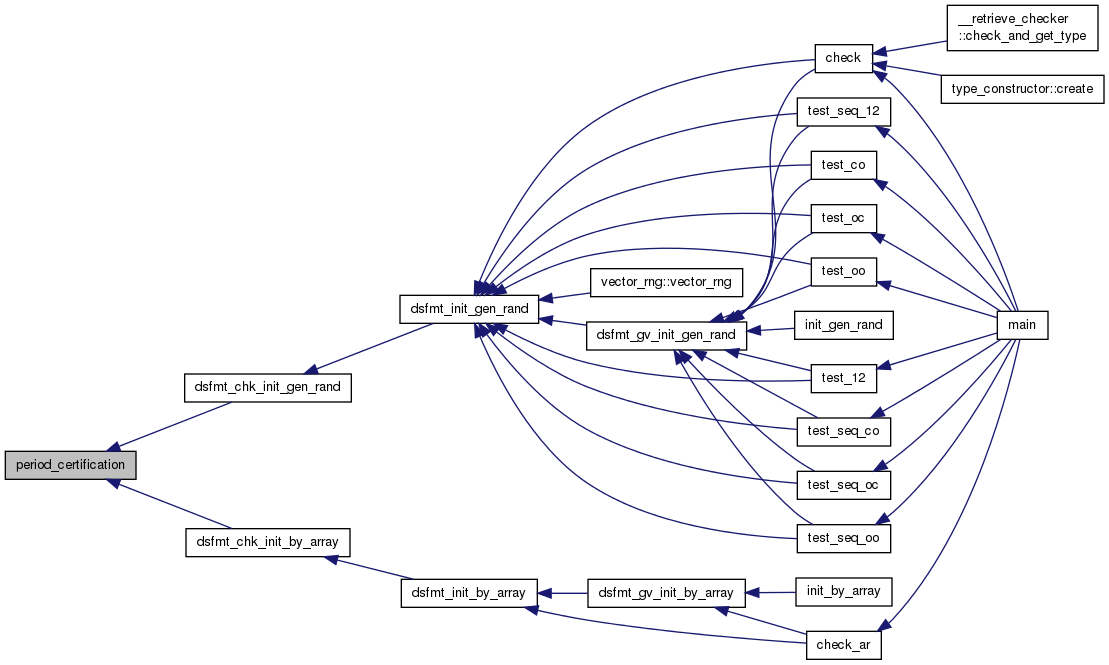 __retrieve_checker
::check_and_get_type
check
type_constructor::create
test_seq_12
test_co
test_oc
test_oo
vector_rng::vector_rng
dsfmt_init_gen_rand
init_gen_rand
main
dsfmt_gv_init_gen_rand
test_12
dsfmt_chk_init_gen_rand
test_seq_co
period_certification
test_seq_oc
test_seq_oo
dsfmt_chk_init_by_array
init_by_array
dsfmt_init_by_array
dsfmt_gv_init_by_array
check_ar